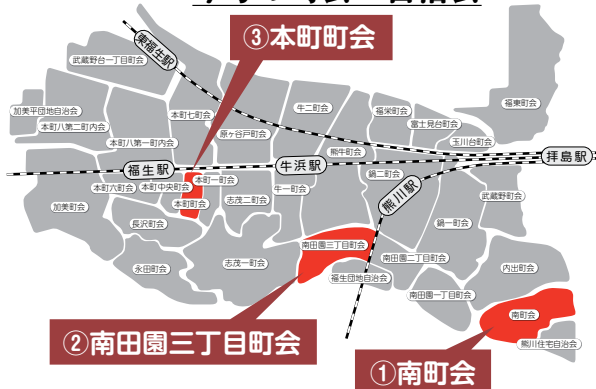 ③本町町会
東福生駅
武蔵野台一丁目町会
加美平団地自治会
本町八第二町内会
本町七町会
牛二町会
福栄町会
福東町会
富士見台町会
原ヶ谷戸町会
本町八第一町内会
玉川台町会
熊牛町会
福生駅
牛浜駅
拝島駅
本町六町会
本町中央町会
本町一町会
鍋二町会
牛一町会
熊川駅
加美町会
本町町会
志茂二町会
武蔵野町会
長沢町会
鍋一町会
南田園三丁目町会
南田園二丁目町会
永田町会
志茂一町会
福生団地自治会
内出町会
南田園一丁目町会
南町会
②南田園三丁目町会
熊川住宅自治会
①南町会